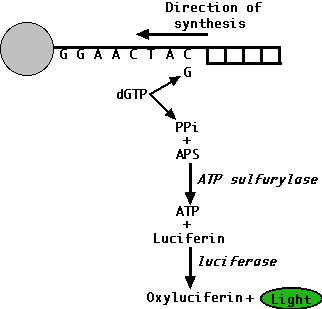 Direction of
synthesis
G G A A C T A C
G
dGTP
PPi
+
APS
ATP sulfurylase
ATP
+
Luciferin
luciferase
Oxyluciferin + Light